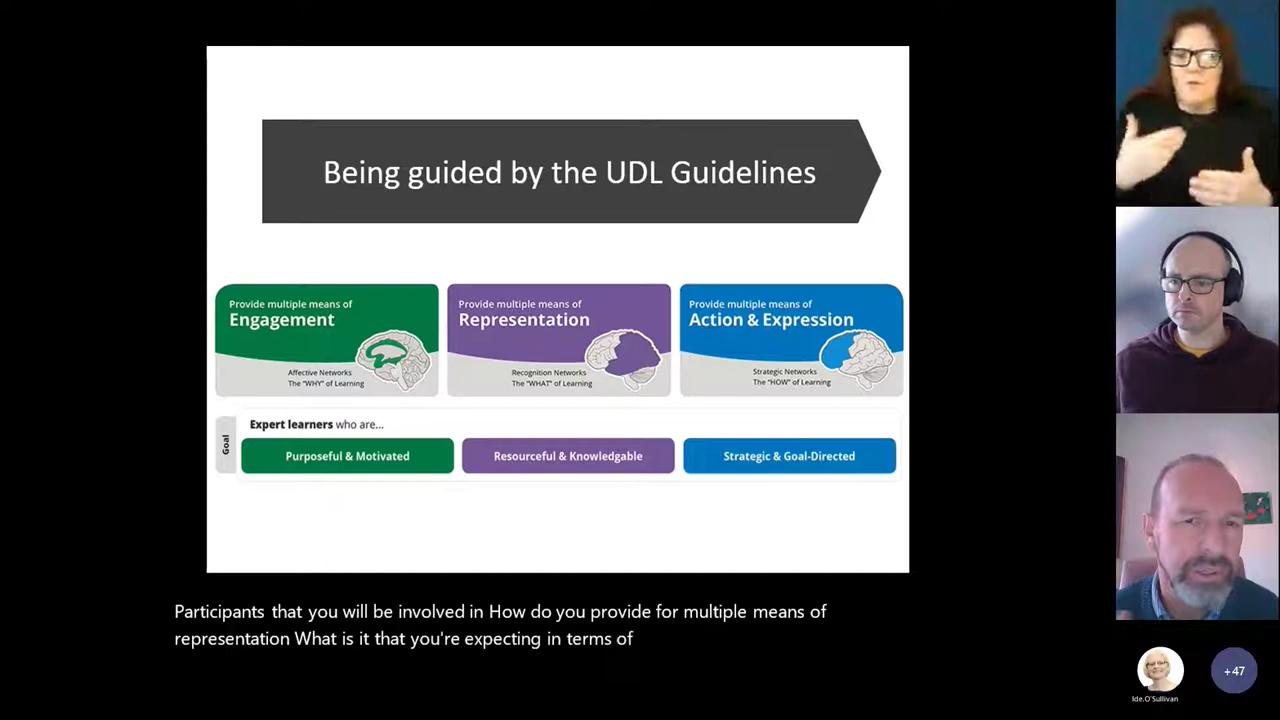 Being guided by the UDL Guidelines
Provide multiple means of
Engagement
Affective Networks
The "WHY" of Learning
Provide multiple means of
Representation
Recognition Networks
The "WHAT" of Learning
Provide multiple means of
Action & Expression
Strategic Networks
The "HOW" of Learning
Goal
Expert learners who are...
Purposeful & Motivated
Resourceful & Knowledgable
Strategic & Goal-Directed
Participants that you will be involved in How do you provide for multiple means of
representation What is it that you're expecting in terms of
Ide.O'Sullivan
+47